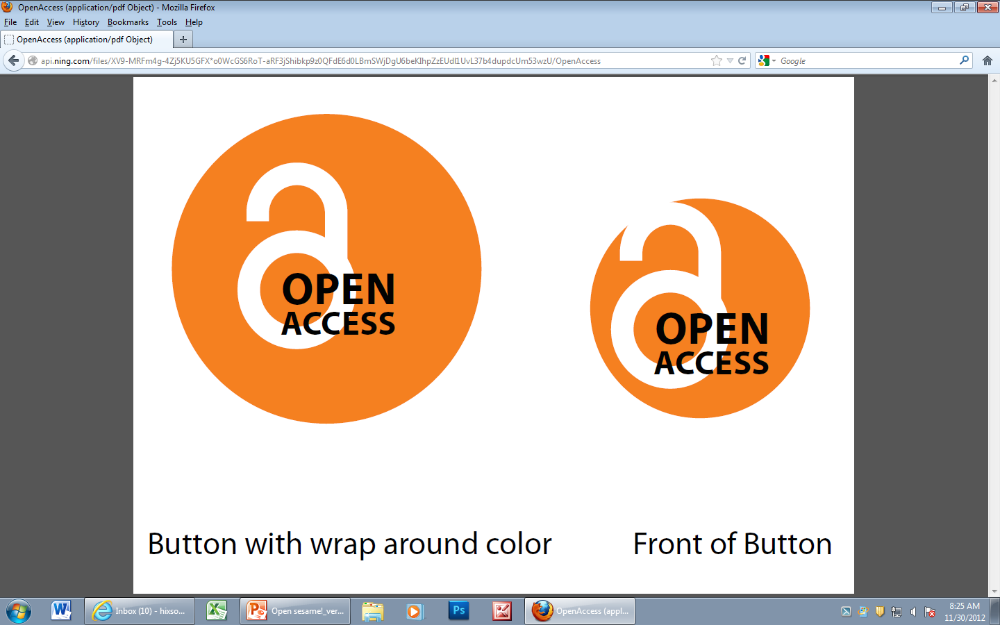 OpenAccess (application/pdf Object) - Mozilla Firefox
File Edit View History Bookmarks Tools Help
OpenAccess (application/pdf Object)
api.ning.com/files/XV9-MRFm4g-4Zj5KU5GFX*o0WcGS6RoT-aRF3jShibkp9z0QFdE6d0LBmSWjDgU6beKIhpZzEUdI1UvL37b4dupdcUm53wzU/OpenAccess
Google
OPEN
ACCESS
OPEN
ACCESS
Button with wrap around color
Front of Button
Inbox (10) - hixso...
Open sesame!_ver...
Ps
OpenAccess (appl...
8:25 AM
11/30/2012